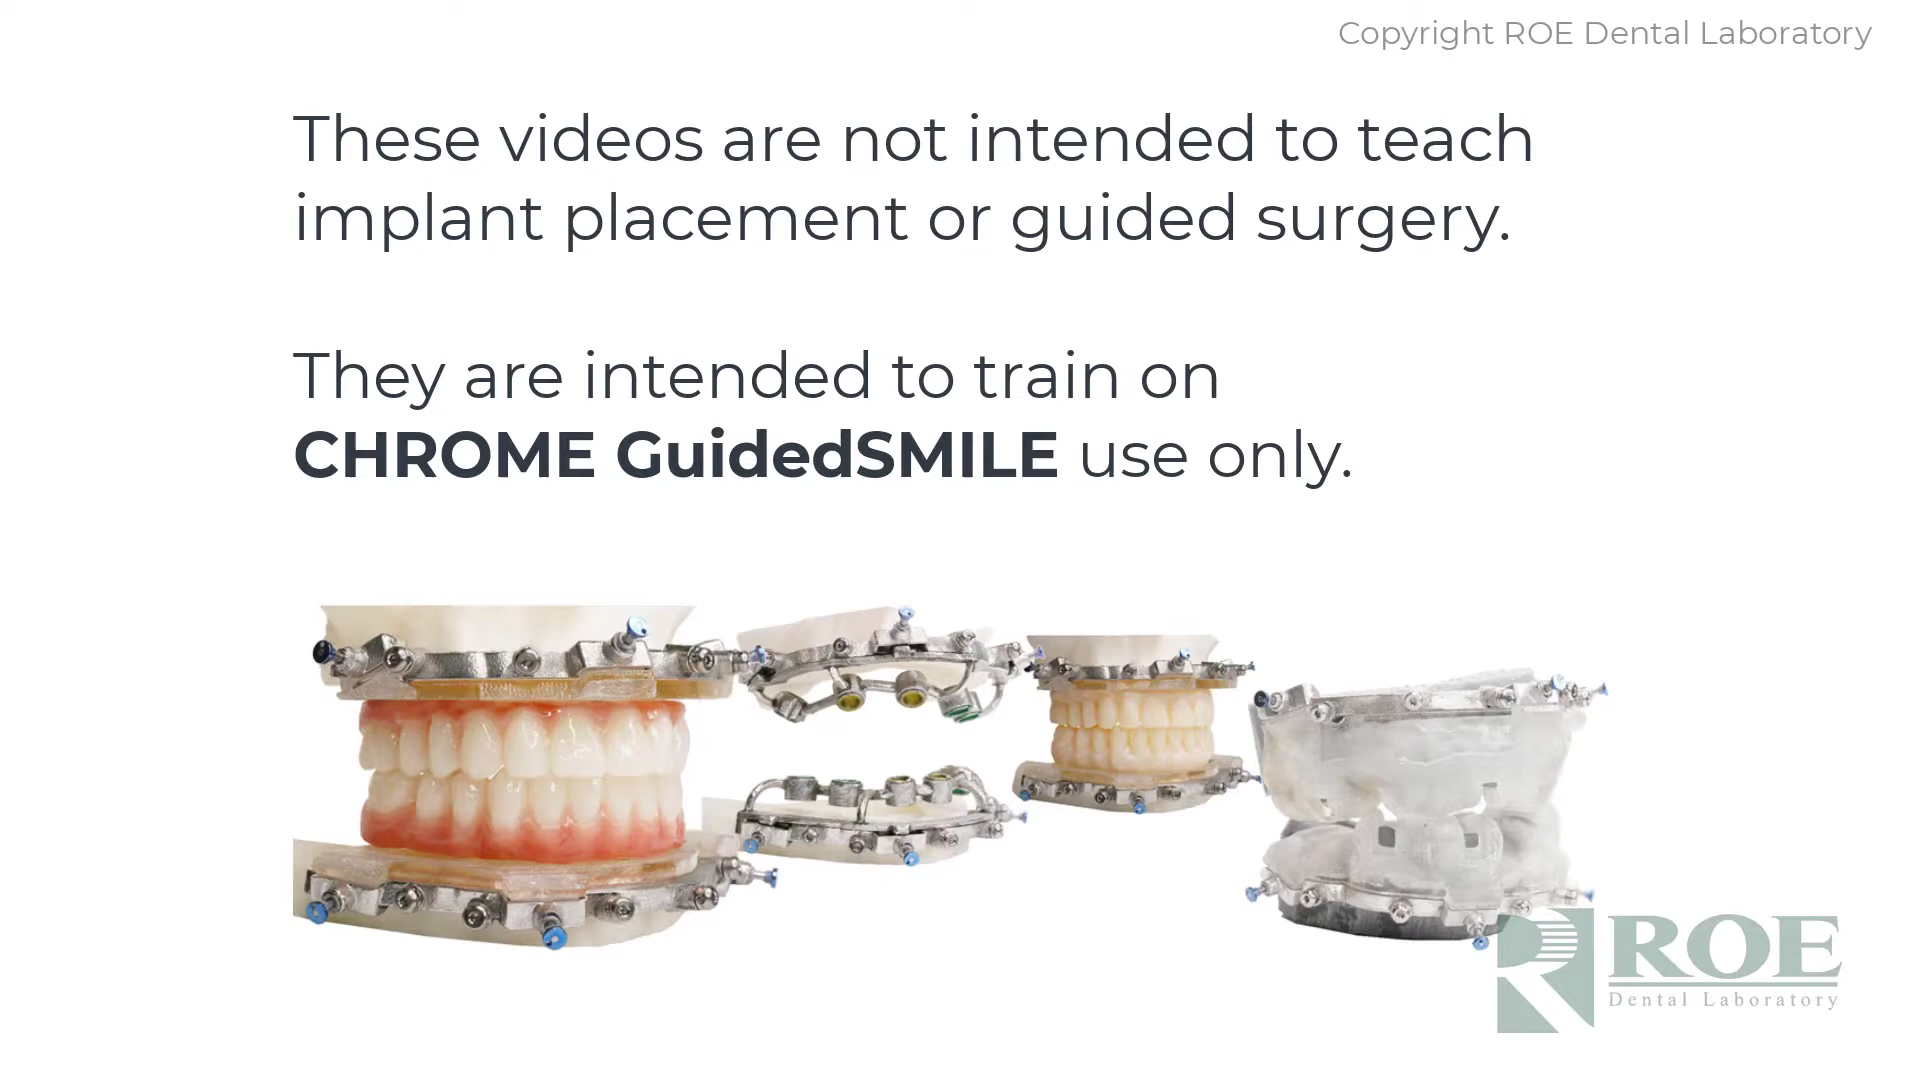 Copyright ROE Dental Laboratory
These videos are not intended to teach
implant placement or guided surgery.
They are intended to train on
CHROME GuidedSMILE use only.
ROE
Dental Laboratory